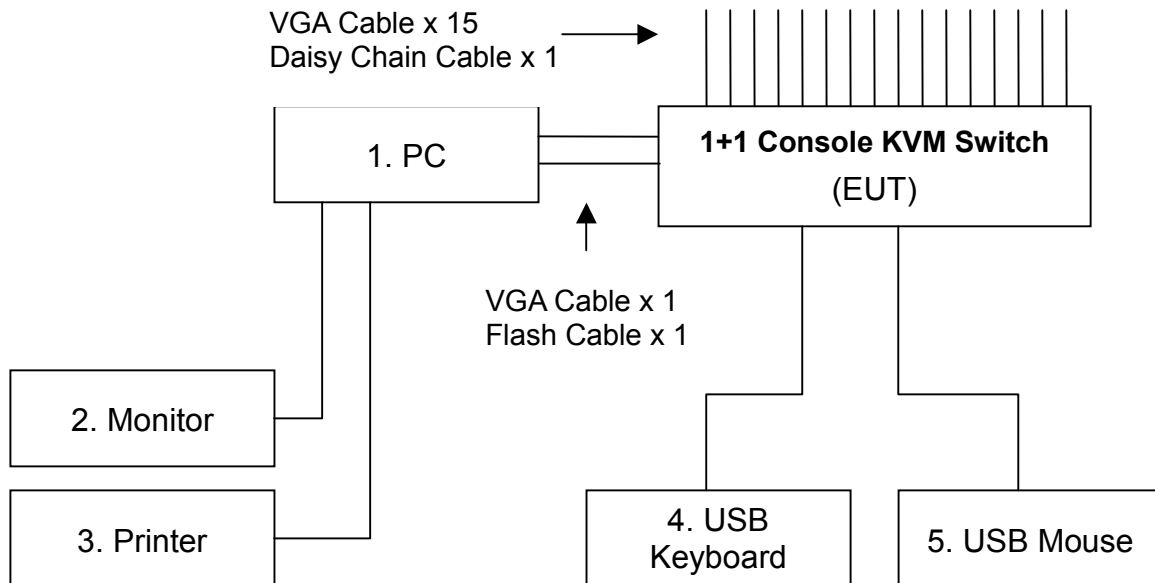 VGA Cable x 15
Daisy Chain Cable x 1
1. PC
1+1 Console KVM Switch
(EUT)
VGA Cable x 1
Flash Cable x 1
2. Monitor
3. Printer
4. USB
Keyboard
5. USB Mouse